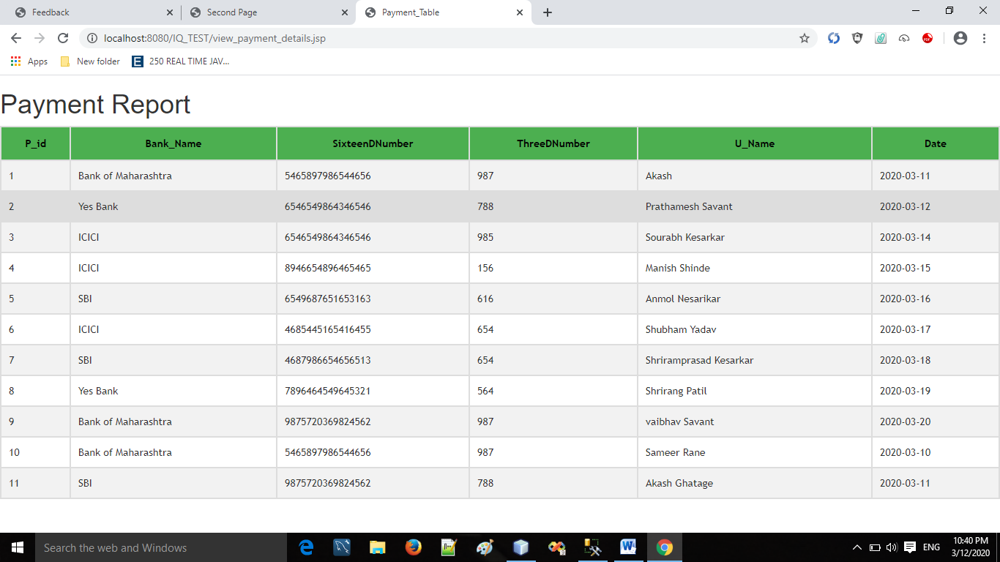 Feedback Second Page Payment_Table
localhost:8080/IQ_TEST/view_payment_details.jsp
Apps New folder E 250 REAL TIME JAV...
Payment Report
P_id Bank_Name SixteenDNumber ThreeDNumber U_Name Date
1 Bank of Maharashtra 5465897986544656 987 Akash 2020-03-11
2 Yes Bank 6546549864346546 788 Prathamesh Savant 2020-03-12
3 ICICI 6546549864346546 985 Sourabh Kesarkar 2020-03-14
4 ICICI 8946654896465465 156 Manish Shinde 2020-03-15
5 SBI 6549687651653163 616 Anmol Nesarikar 2020-03-16
6 ICICI 4685445165416455 654 Shubham Yadav 2020-03-17
7 SBI 4687986654656513 654 Shriramprasad Kesarkar 2020-03-18
8 Yes Bank 7896464549645321 564 Shrirang Patil 2020-03-19
9 Bank of Maharashtra 9875720369824562 987 vaibhav Savant 2020-03-20
10 Bank of Maharashtra 5465897986544656 987 Sameer Rane 2020-03-10
11 SBI 9875720369824562 788 Akash Ghatage 2020-03-11
Search the web and Windows ENG 10:40 PM
3/12/2020